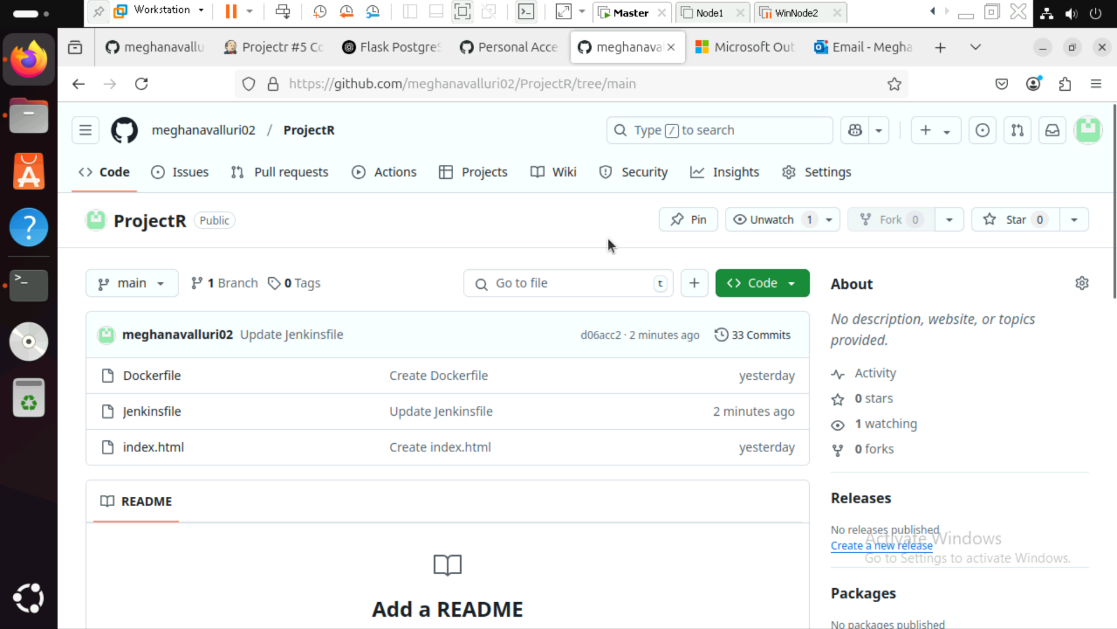 Workstation
Master
Node1
WinNode2
meghanavallu
Projectr #5 Co
Flask Postgre
Personal Acce
meghanava
Microsoft Out
Email - Megha
https://github.com/meghanavalluri02/ProjectR/tree/main
meghanavalluri02 / ProjectR
Type / to search
Code
Issues
Pull requests
Actions
Projects
Wiki
Security
Insights
Settings
ProjectR Public
Pin
Unwatch 1
Fork 0
Star 0
main
1 Branch
0 Tags
Go to file t
Code
About
meghanavalluri02 Update Jenkinsfile d06acc2 · 2 minutes ago 33 Commits
Dockerfile Create Dockerfile yesterday
Jenkinsfile Update Jenkinsfile 2 minutes ago
index.html Create index.html yesterday
No description, website, or topics
provided.
Activity
0 stars
1 watching
0 forks
README
Add a README
Releases
No releases published
Create a new release
Activate Windows
Go to Settings to activate Windows.
Packages
No packages published